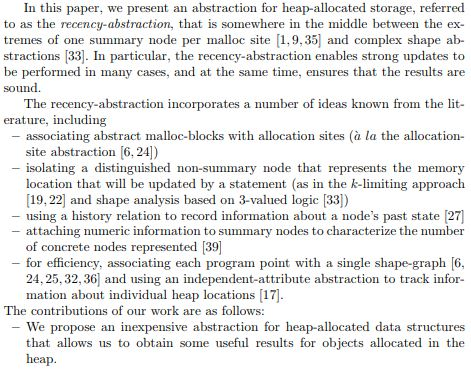 In this paper, we present an abstraction for heap-allocated storage, referred
to as the recency-abstraction, that is somewhere in the middle between the ex-
tremes of one summary node per malloc site [1,9,35] and complex shape ab-
stractions [33]. In particular, the recency-abstraction enables strong updates to
be performed in many cases, and at the same time, ensures that the results are
sound.
The recency-abstraction incorporates a number of ideas known from the lit-
erature, including
– associating abstract malloc-blocks with allocation sites (à la the allocation-
site abstraction [6,24])
– isolating a distinguished non-summary node that represents the memory
location that will be updated by a statement (as in the k-limiting approach
[19,22] and shape analysis based on 3-valued logic [33])
– using a history relation to record information about a node's past state [27]
– attaching numeric information to summary nodes to characterize the number
of concrete nodes represented [39]
– for efficiency, associating each program point with a single shape-graph [6,
24,25,32,36] and using an independent-attribute abstraction to track infor-
mation about individual heap locations [17].
The contributions of our work are as follows:
– We propose an inexpensive abstraction for heap-allocated data structures
that allows us to obtain some useful results for objects allocated in the
heap.